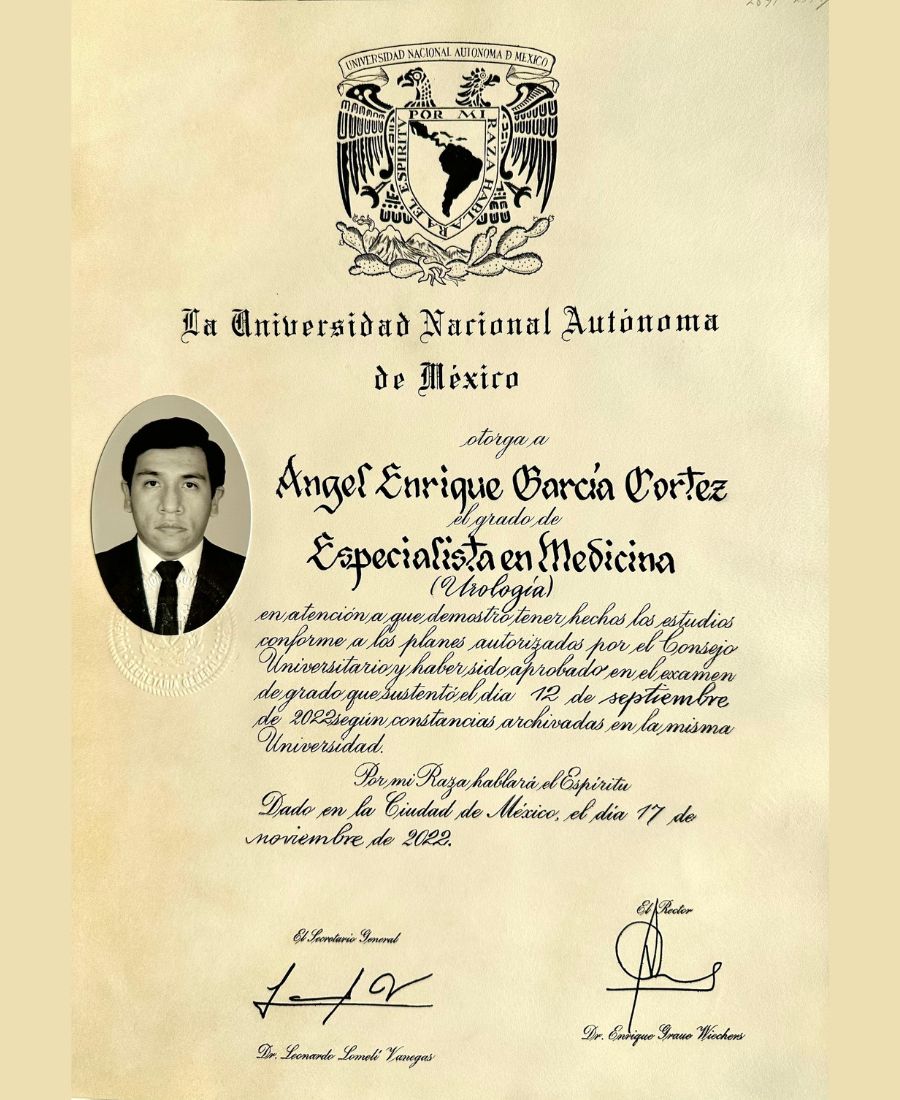 UNIVERSIDAD NACIONAL AUTONOMA D MEXICO
POR MI RAZA HABLARA EL ESPIRITU
La Universidad Nacional Autónoma
de México
otorga a
Ángel Enrique García Cortez
el grado de
Especialista en Medicina
(Urología)
en atención a que demostró tener hechos los estudios
conforme a los planes autorizados por el Consejo
Universitario y haber sido aprobado en el examen
de grado que sustentó el día 12 de septiembre
de 2022 según constancias archivadas en la misma
Universidad.
Por mi Raza hablará el Espíritu
Dado en la Ciudad de México, el día 17 de
noviembre de 2022.
El Secretario General
El Rector
Dr. Leonardo Lomelí Vanegas
Dr. Enrique Graue Wiechers